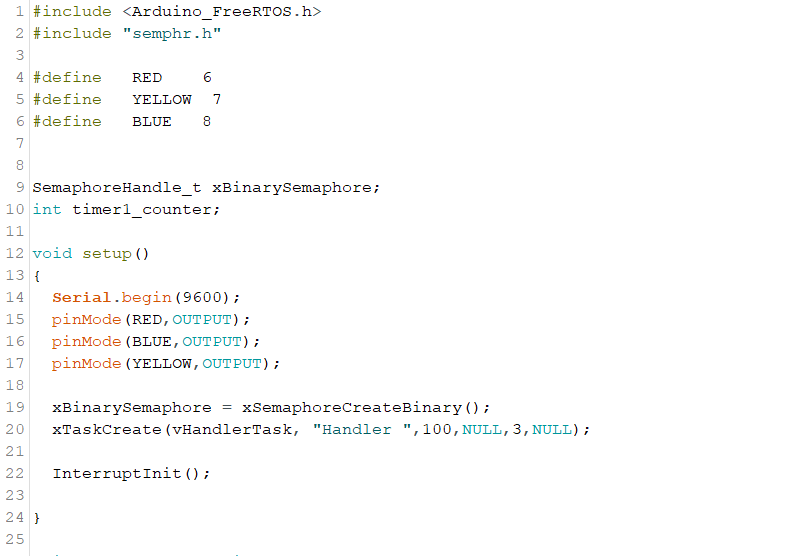 1 #include <Arduino_FreeRTOS.h>
2 #include "semphr.h"
3
4 #define   RED    6
5 #define   YELLOW  7
6 #define   BLUE   8
7
8
9 SemaphoreHandle_t xBinarySemaphore;
10 int timer1_counter;
11
12 void setup()
13 {
14   Serial.begin(9600);
15   pinMode(RED,OUTPUT);
16   pinMode(BLUE,OUTPUT);
17   pinMode(YELLOW,OUTPUT);
18
19   xBinarySemaphore = xSemaphoreCreateBinary();
20   xTaskCreate(vHandlerTask, "Handler ",100,NULL,3,NULL);
21
22   InterruptInit();
23
24 }
25